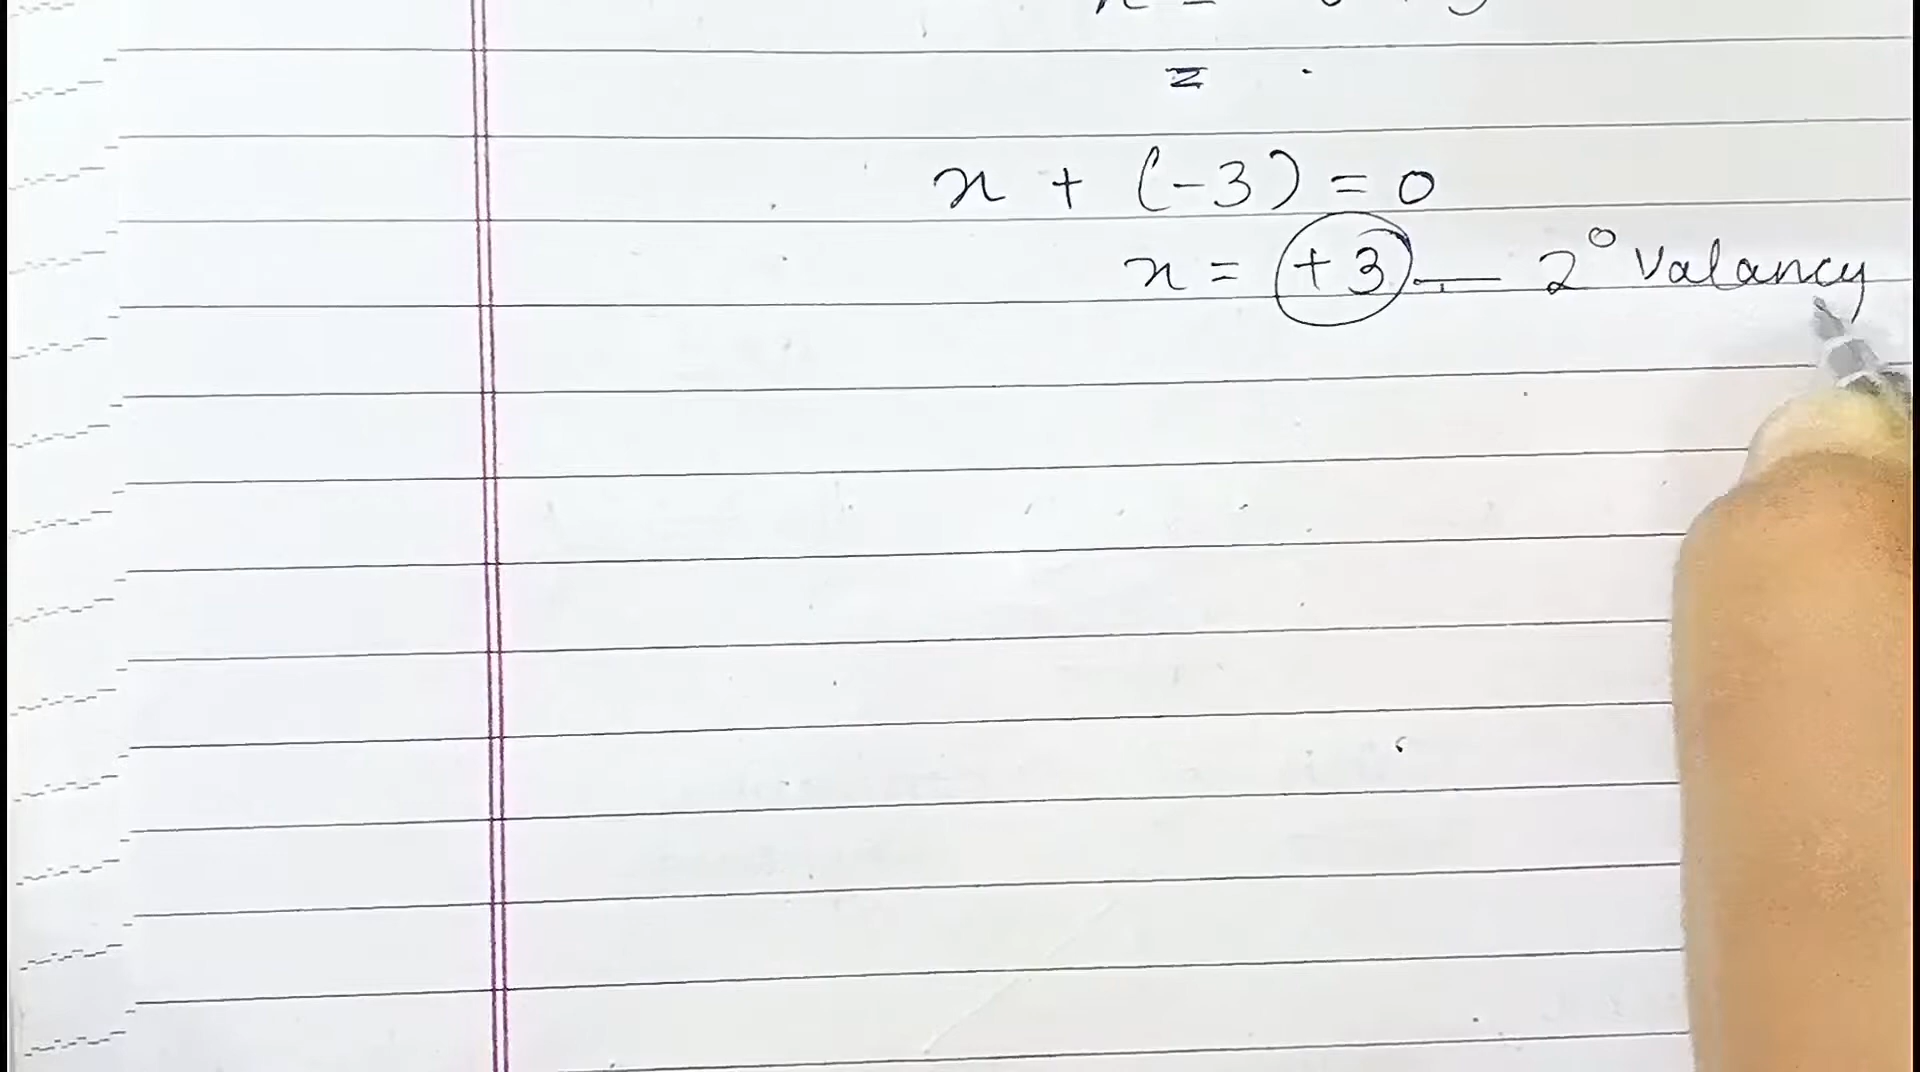 =
x + (-3) = 0
x = +3 — 2° Valancy